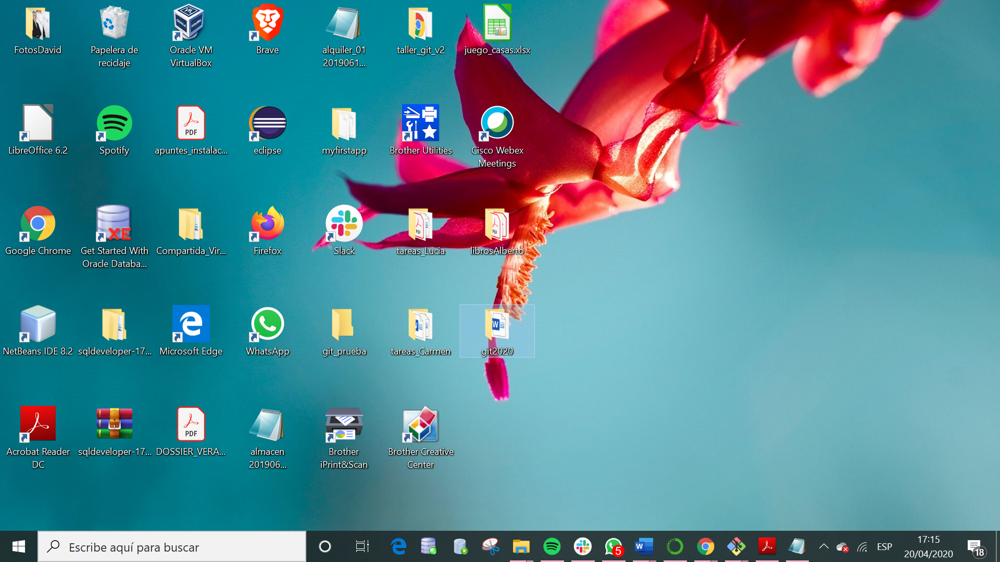 FotosDavid
Papelera de
reciclaje
Oracle VM
VirtualBox
Brave
alquiler_01
2019061...
taller_git_v2
juego_casas.xlsx
LibreOffice 6.2
Spotify
PDF
apuntes_instalac...
eclipse
myfirstapp
Brother Utilities
Cisco Webex
Meetings
Google Chrome
XE
Get Started With
Oracle Databa...
Compartida_Vir...
Firefox
Slack
PDF
tareas_Lucia
PDF
librosAlberto
NetBeans IDE 8.2
sqldeveloper-17...
Microsoft Edge
WhatsApp
git_prueba
tareas_Carmen
W
git2020
Acrobat Reader
DC
sqldeveloper-17...
PDF
DOSSIER_VERA...
almacen
201906...
Brother
iPrint&Scan
Brother Creative
Center
Escribe aquí para buscar
5
W
ESP
17:15
20/04/2020
18